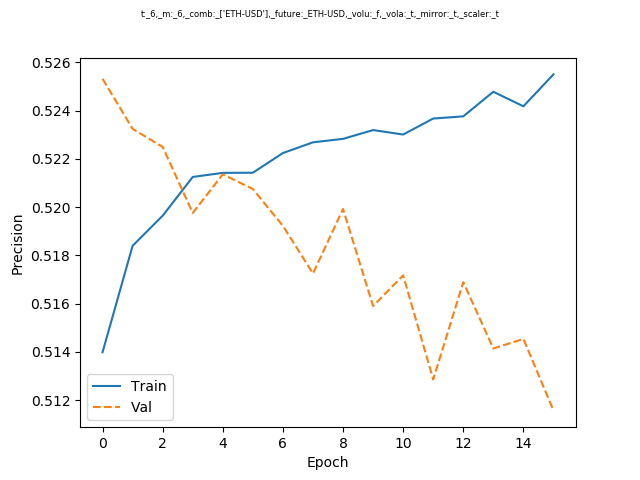 t:_6,_m:_6,_comb:_['ETH-USD'],_future:_ETH-USD,_volu:_f,_vola:_t,_mirror:_t,_scaler:_t
0.526
0.524
0.522
0.520
0.518
0.516
0.514
0.512
Precision
Train
Val
0 2 4 6 8 10 12 14
Epoch